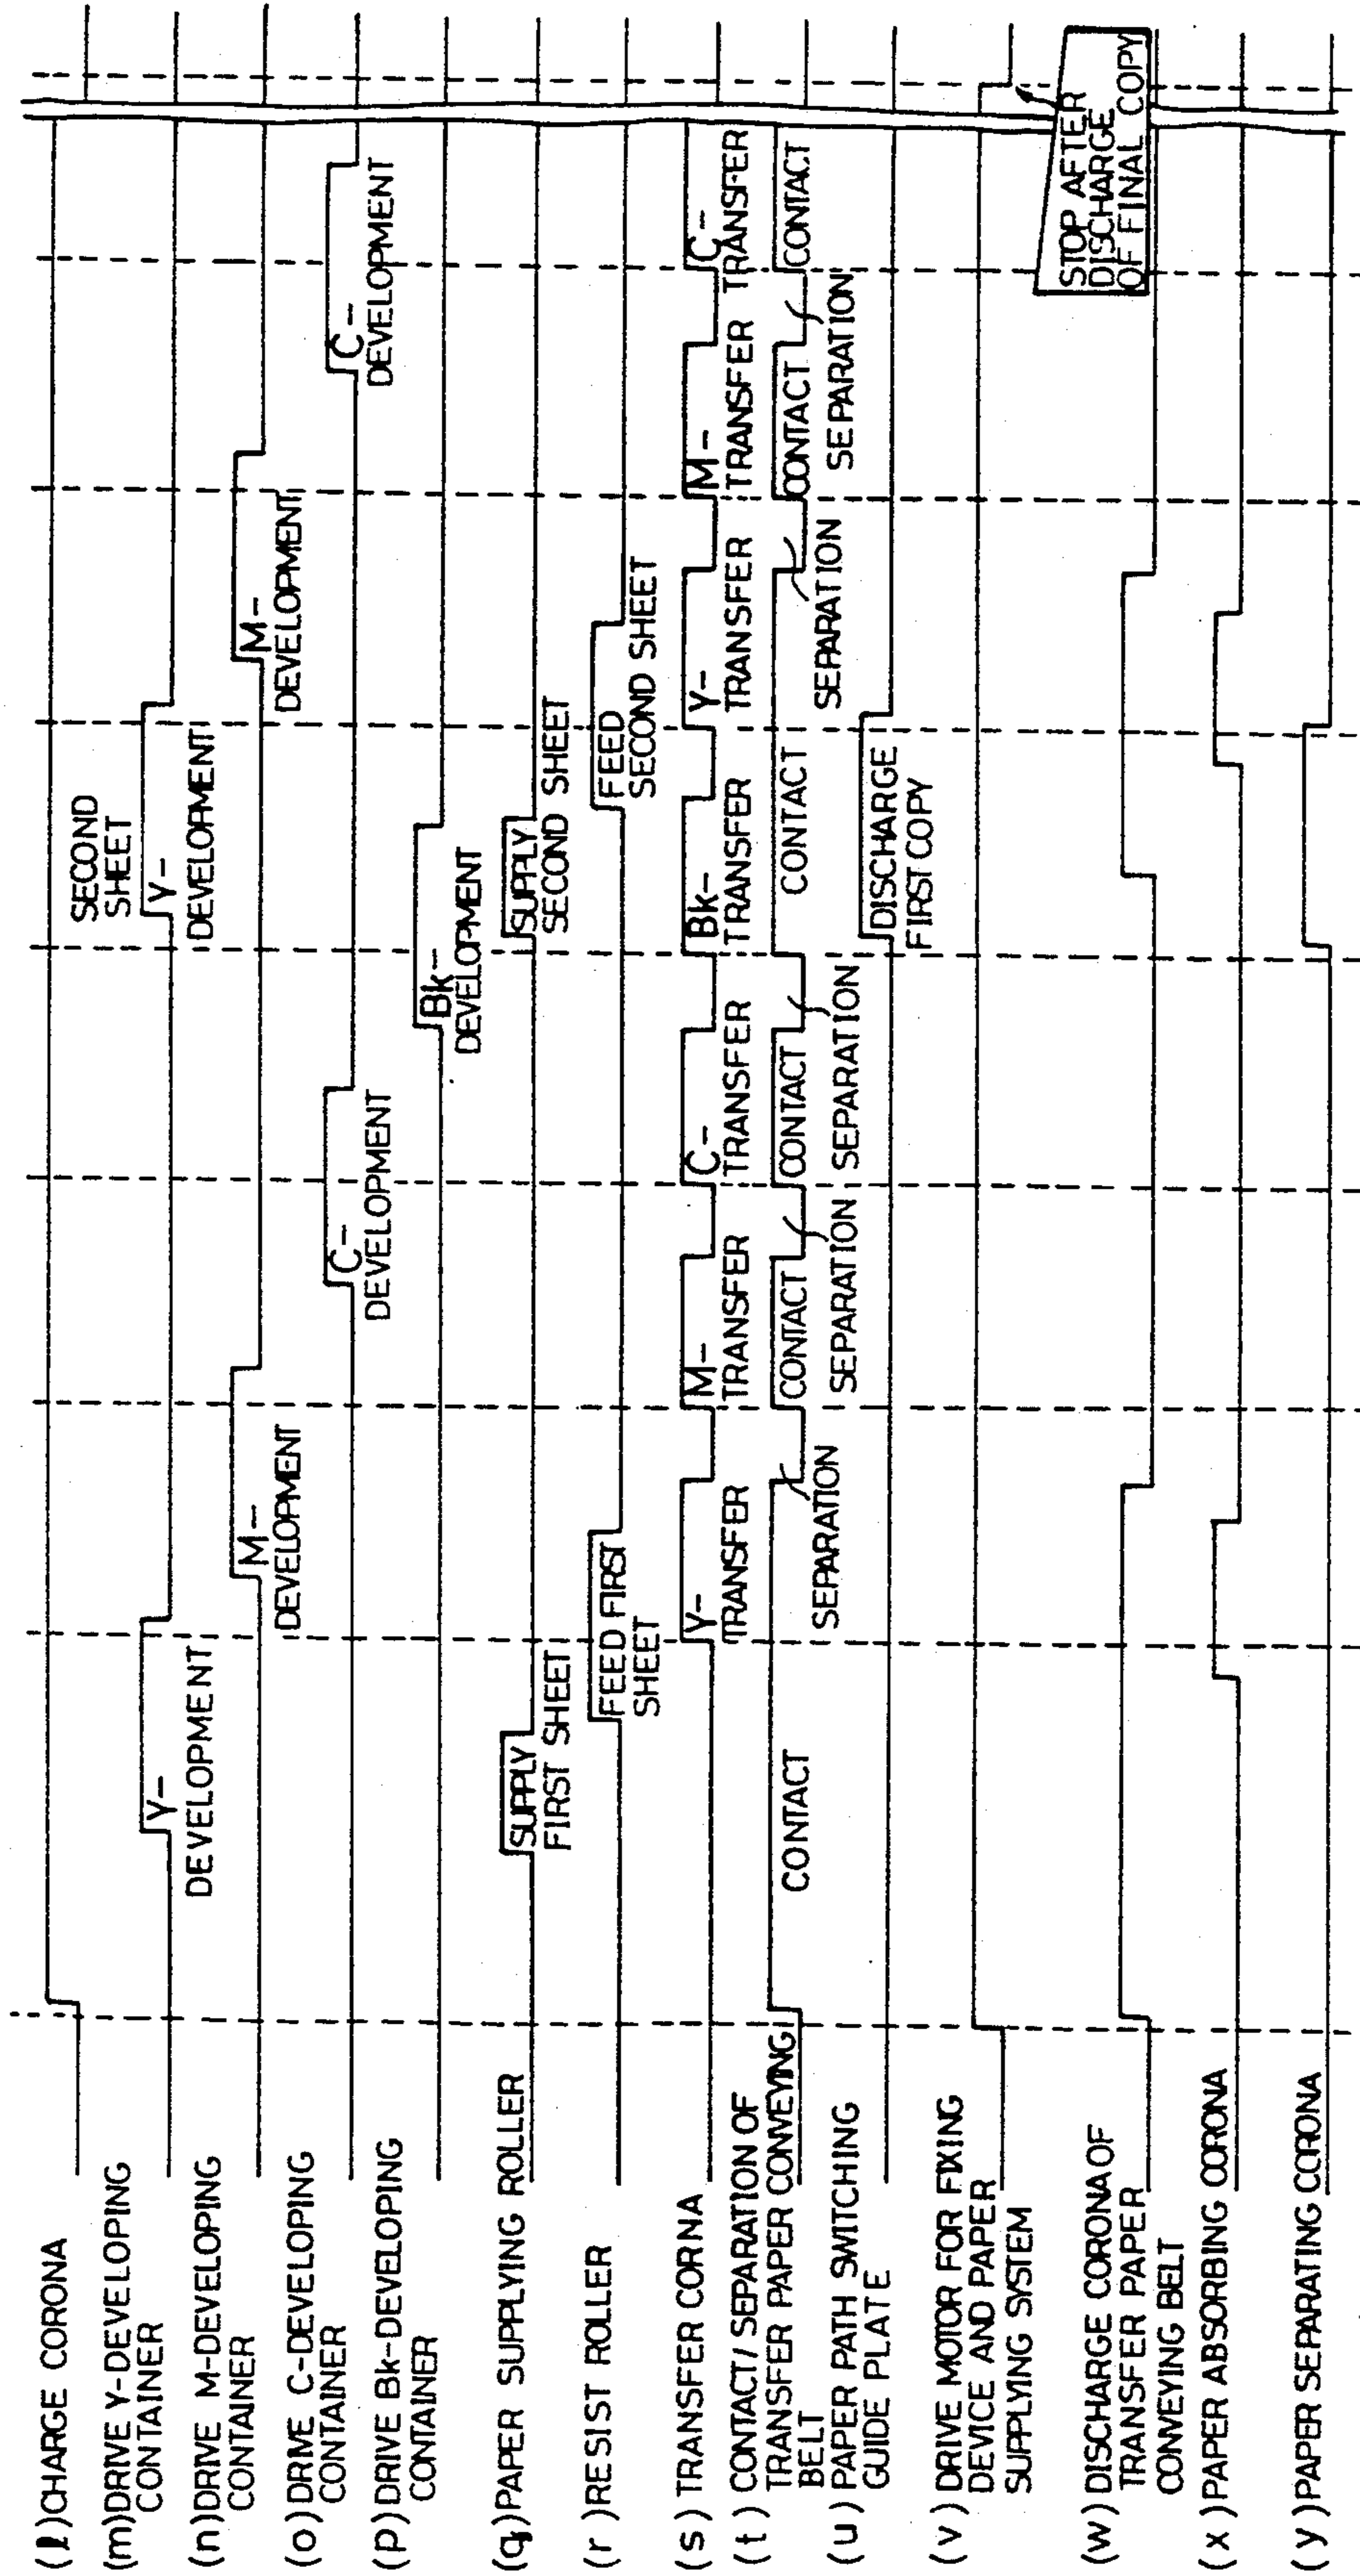 (l) CHARGE CORONA
(m) DRIVE Y-DEVELOPING
CONTAINER
(n) DRIVE M-DEVELOPING
CONTAINER
(o) DRIVE C-DEVELOPING
CONTAINER
(p) DRIVE Bk-DEVELOPING
CONTAINER
(q) PAPER SUPPLYING ROLLER
(r) RESIST ROLLER
(s) TRANSFER CORNA
(t) CONTACT/SEPARATION OF
TRANSFER PAPER CONVEYING
BELT
(u) PAPER PATH SWITCHING
GUIDE PLATE
(v) DRIVE MOTOR FOR FIXING
DEVICE AND PAPER
SUPPLYING SYSTEM
(w) DISCHARGE CORONA OF
TRANSFER PAPER
CONVEYING BELT
(x) PAPER ABSORBING CORONA
(y) PAPER SEPARATING CORONA
Y-
DEVELOPMENT
SECOND
SHEET
Y-
DEVELOPMENT
M-
DEVELOPMENT
M-
DEVELOPMENT
C-
DEVELOPMENT
C-
DEVELOPMENT
Bk-
DEVELOPMENT
SUPPLY
FIRST SHEET
SUPPLY
SECOND SHEET
FEED FIRST
SHEET
FEED
SECOND SHEET
Y-
TRANSFER
M-
TRANSFER
C-
TRANSFER
Bk-
TRANSFER
Y-
TRANSFER
M-
TRANSFER
C-
TRANSFER
CONTACT
SEPARATION
CONTACT
SEPARATION
CONTACT
SEPARATION
CONTACT
SEPARATION
CONTACT
SEPARATION
CONTACT
DISCHARGE
FIRST COPY
STOP AFTER
DISCHARGE
OF FINAL COPY